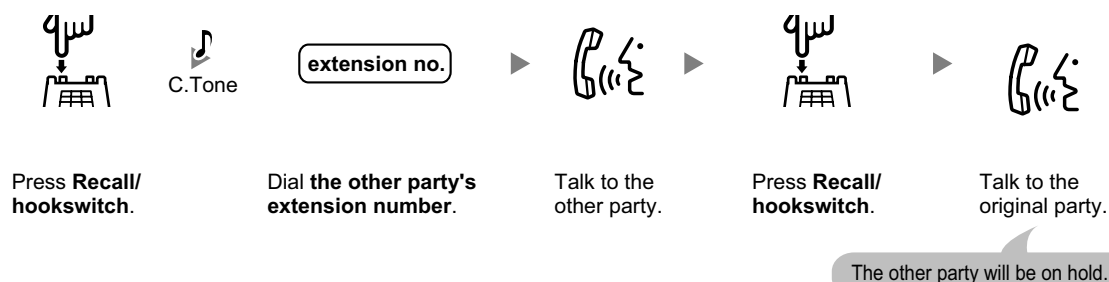 C.Tone
extension no.
Press Recall/
hookswitch.
Dial the other party's
extension number.
Talk to the
other party.
Press Recall/
hookswitch.
Talk to the
original party.
The other party will be on hold.